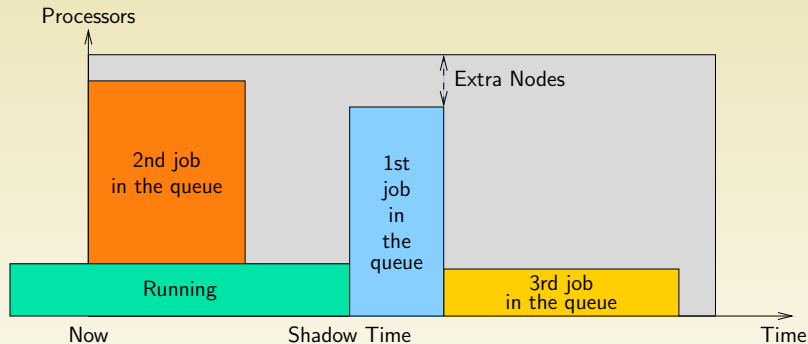 Processors
Extra Nodes
2nd job
in the queue
1st
job
in
the
queue
Running
3rd job
in the queue
Now
Shadow Time
Time